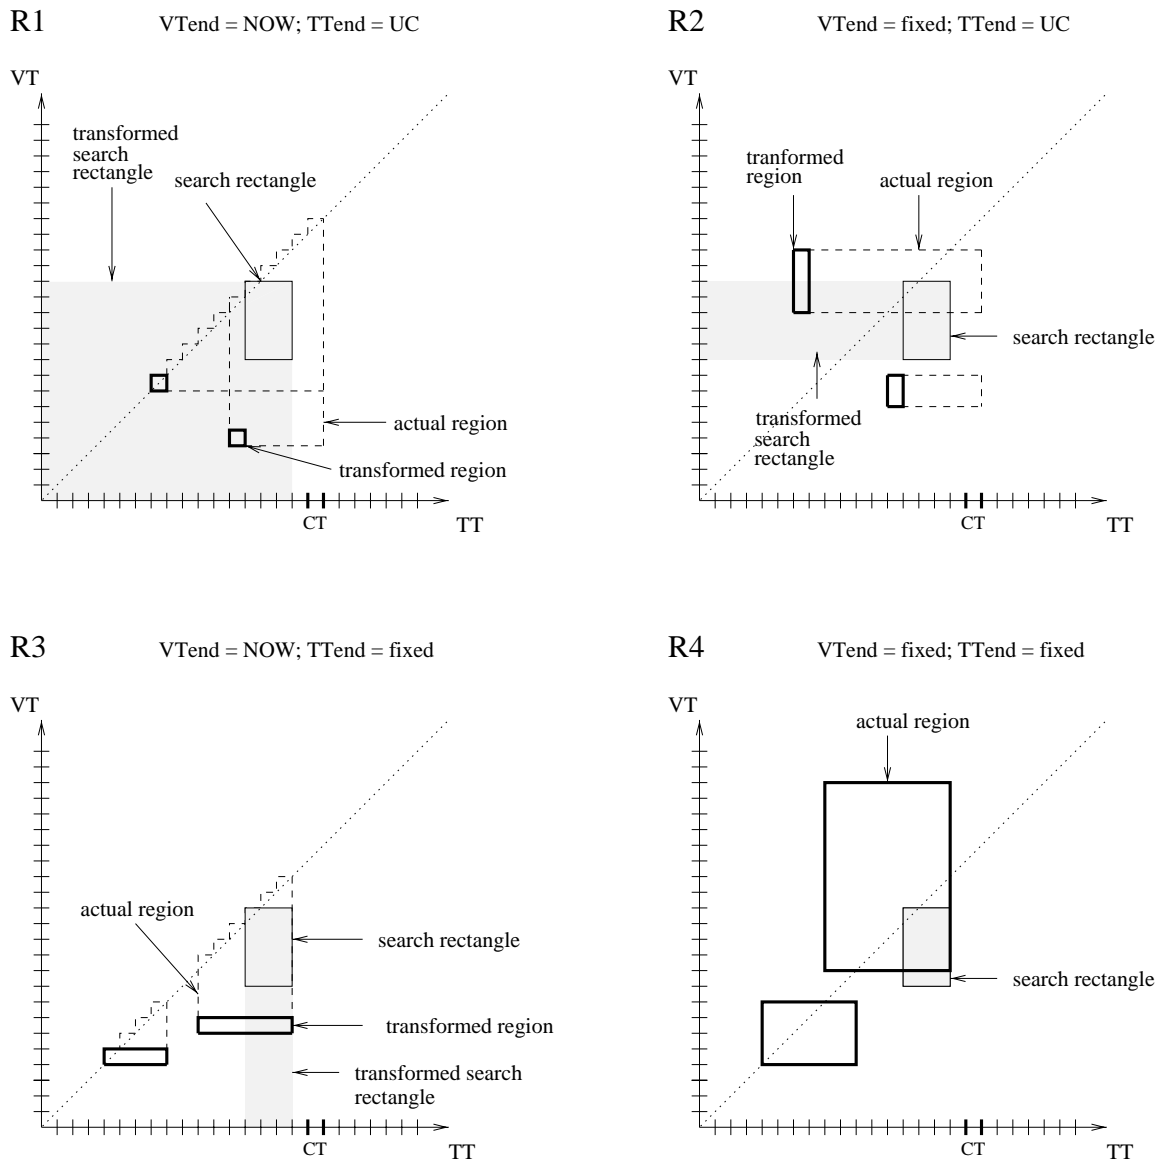 R1
VTend = NOW; TTend = UC
VT
transformed
search
rectangle
search rectangle
actual region
transformed region
CT
TT
R2
VTend = fixed; TTend = UC
VT
tranformed
region
actual region
search rectangle
transformed
search
rectangle
CT
TT
R3
VTend = NOW; TTend = fixed
VT
actual region
search rectangle
transformed region
transformed search
rectangle
CT
TT
R4
VTend = fixed; TTend = fixed
VT
actual region
search rectangle
CT
TT